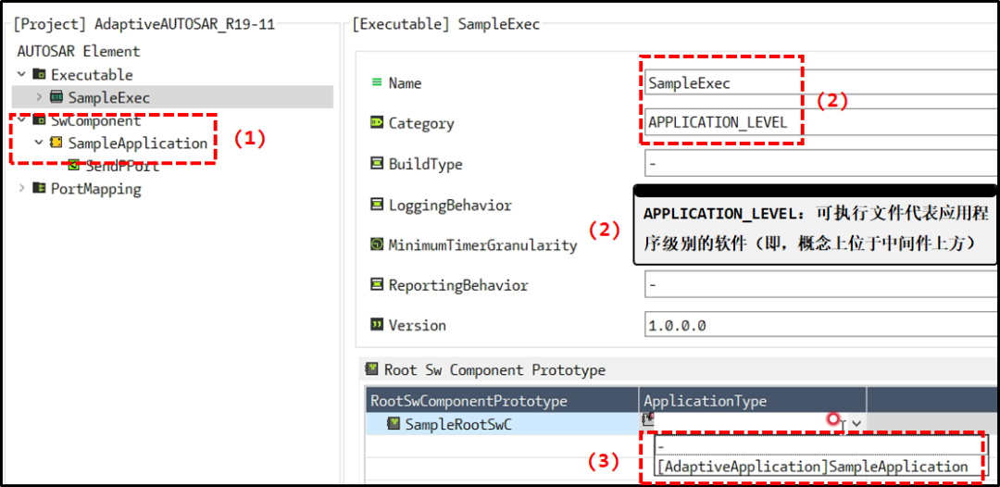 [Project] AdaptiveAUTOSAR_R19-11
AUTOSAR Element
Executable
SampleExec
SwComponent
SampleApplication
(1)
SendPPort
PortMapping
[Executable] SampleExec
Name
SampleExec
(2)
Category
APPLICATION_LEVEL
BuildType
-
LoggingBehavior
(2)
APPLICATION_LEVEL: 可执行文件代表应用程
序级别的软件（即，概念上位于中间件上方）
MinimumTimerGranularity
ReportingBehavior
-
Version
1.0.0.0
Root Sw Component Prototype
RootSwComponentPrototype ApplicationType
SampleRootSwC
(3)
-
[AdaptiveApplication]SampleApplication